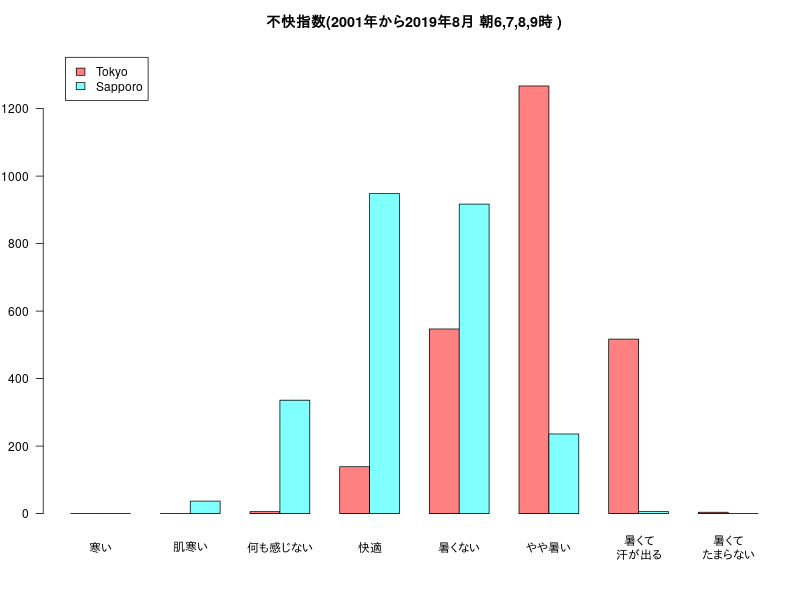 不快指数(2001年から2019年8月 朝6,7,8,9時 )
Tokyo
Sapporo
1200
1000
800
600
400
200
0
寒い
肌寒い
何も感じない
快適
暑くない
やや暑い
暑くて
汗が出る
暑くて
たまらない